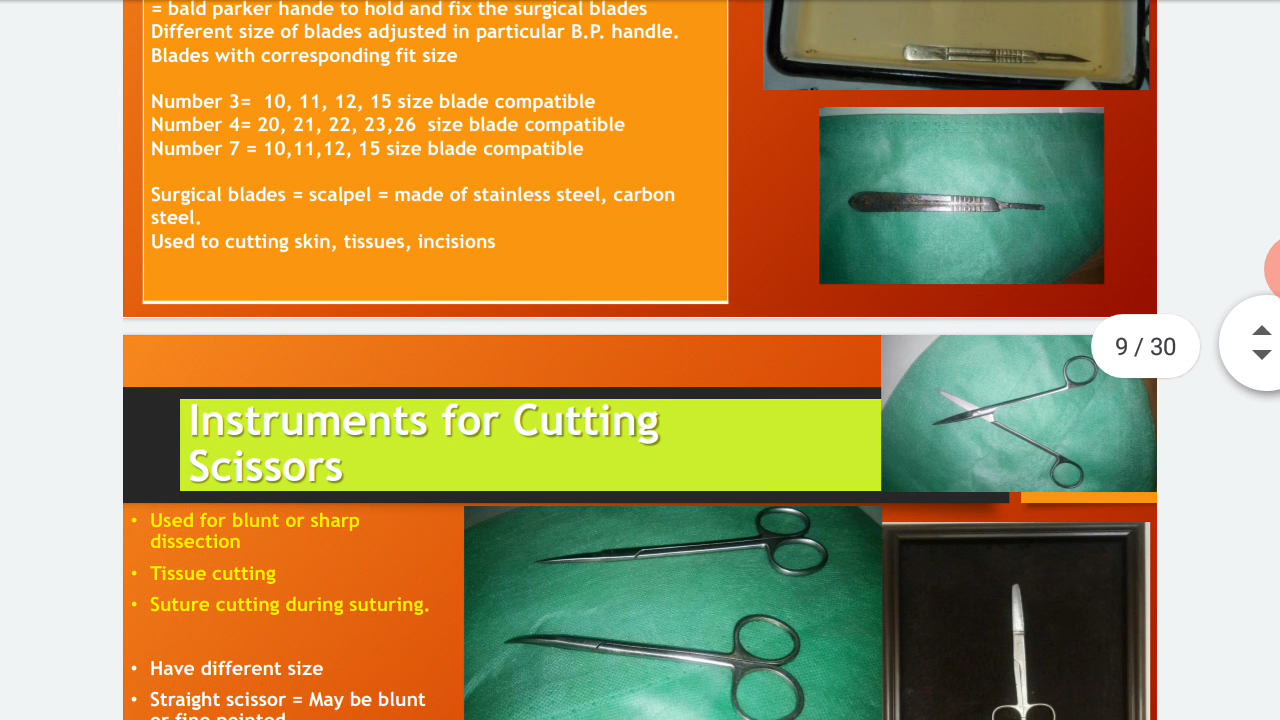 = bald parker hande to hold and fix the surgical blades
Different size of blades adjusted in particular B.P. handle.
Blades with corresponding fit size
Number 3=  10, 11, 12, 15 size blade compatible
Number 4= 20, 21, 22, 23,26  size blade compatible
Number 7 = 10,11,12, 15 size blade compatible
Surgical blades = scalpel = made of stainless steel, carbon
steel.
Used to cutting skin, tissues, incisions
9 / 30
Instruments for Cutting
Scissors
• Used for blunt or sharp
dissection
• Tissue cutting
• Suture cutting during suturing.
• Have different size
• Straight scissor = May be blunt
or fine pointed